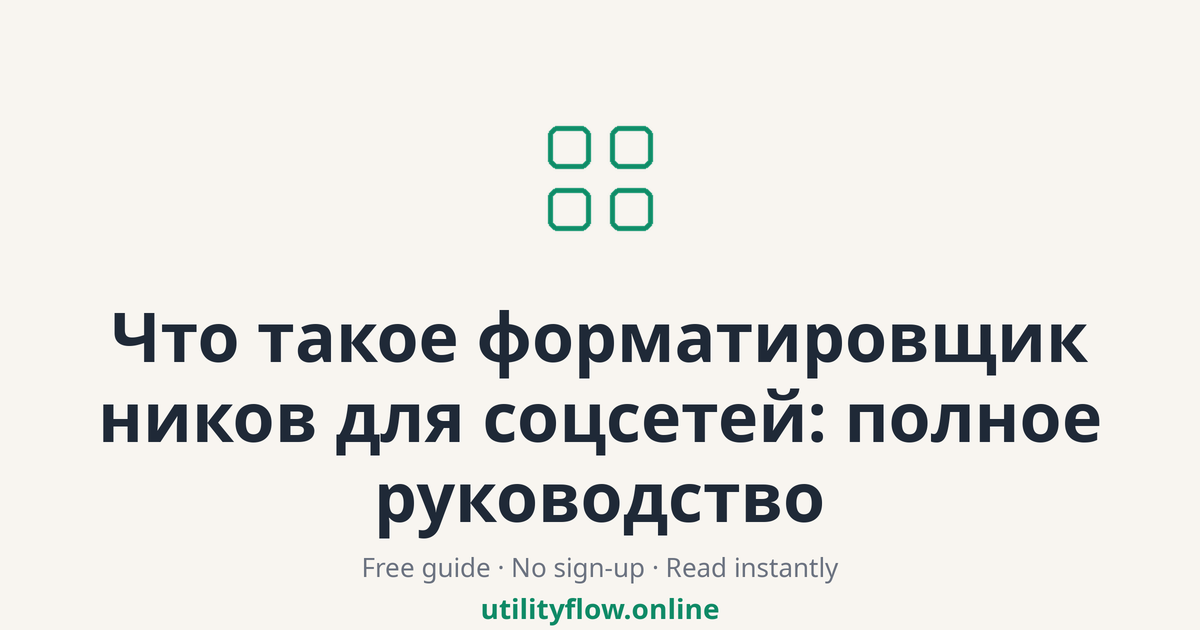 Что такое форматировщик
ников для соцсетей: полное
руководство
Free guide · No sign-up · Read instantly
utilityflow.online